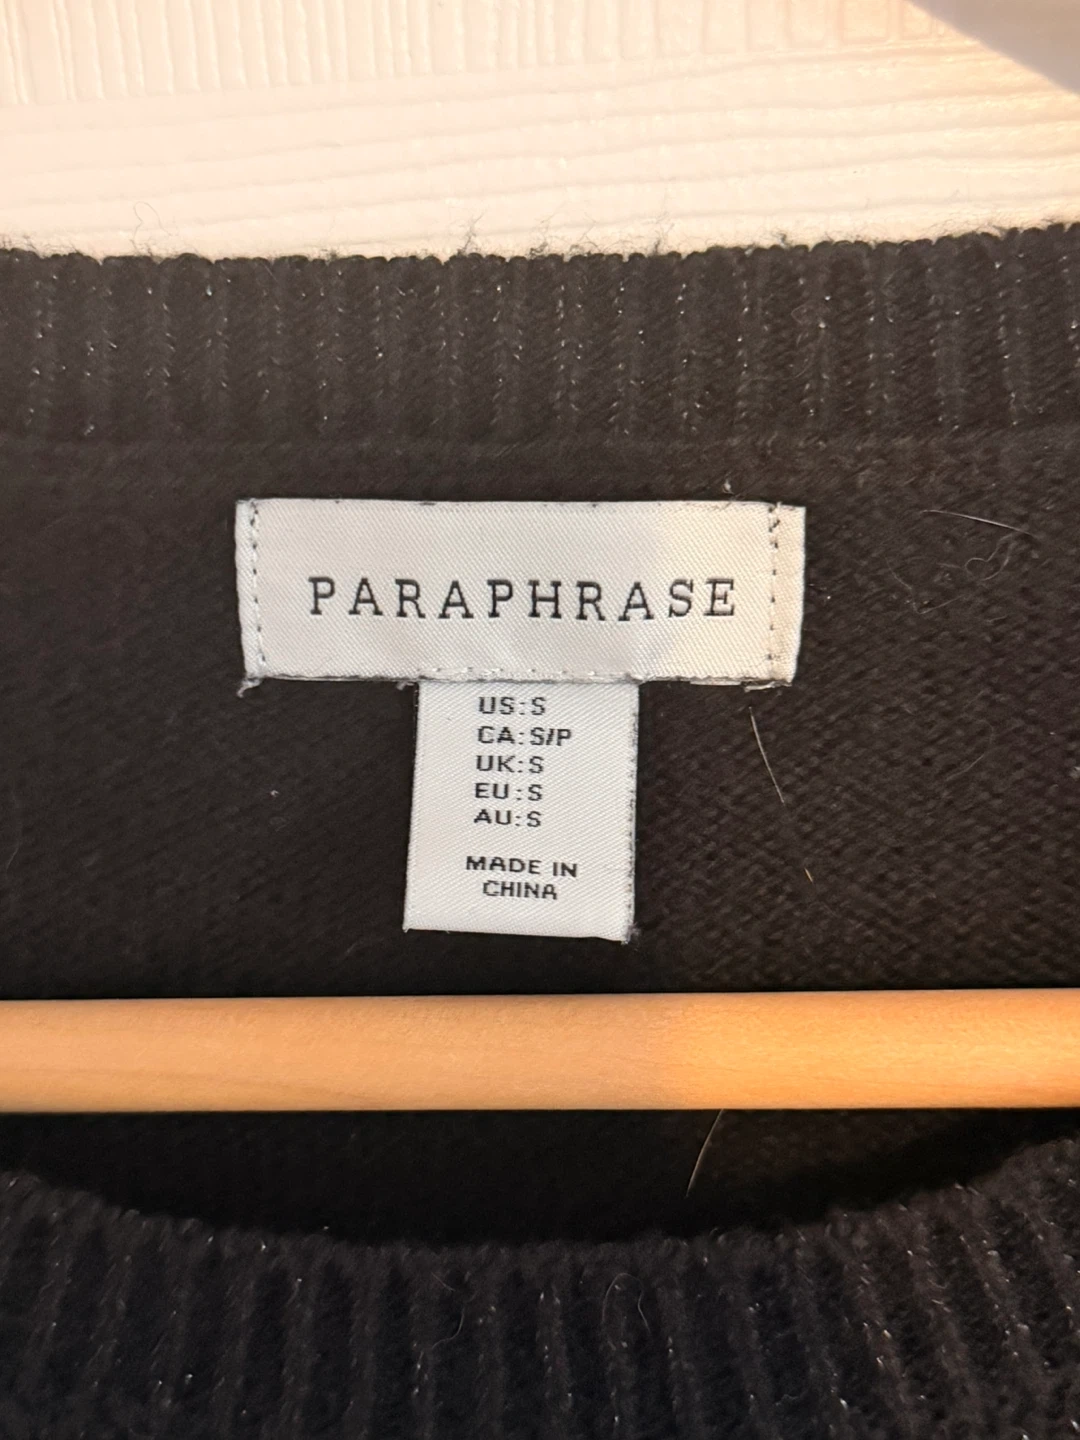 PARAPHRASE
US:S
CA:S/P
UK:S
EU:S
AU:S
MADE IN
CHINA